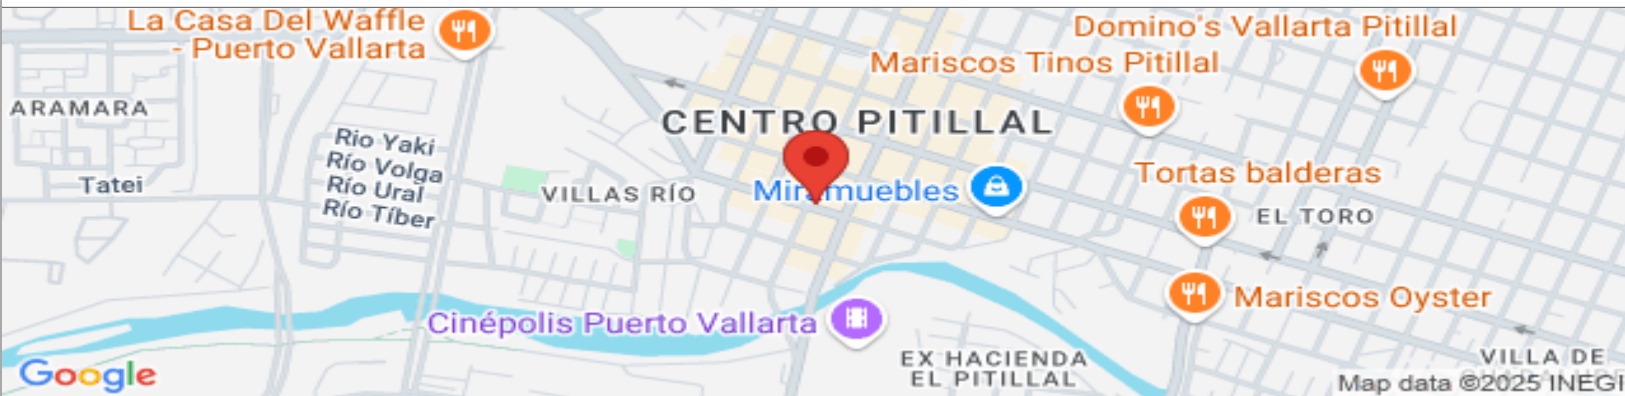 La Casa Del Waffle
- Puerto Vallarta
Domino's Vallarta Pitillal
Mariscos Tinos Pitillal
ARAMARA
CENTRO PITILLAL
Rio Yaki
Río Volga
Río Ural
Río Tíber
Tatei
VILLAS RÍO
Miramuebles
Tortas balderas
EL TORO
Mariscos Oyster
Cinépolis Puerto Vallarta
EX HACIENDA
EL PITILLAL
VILLA DE
Google
Map data ©2025 INEGI